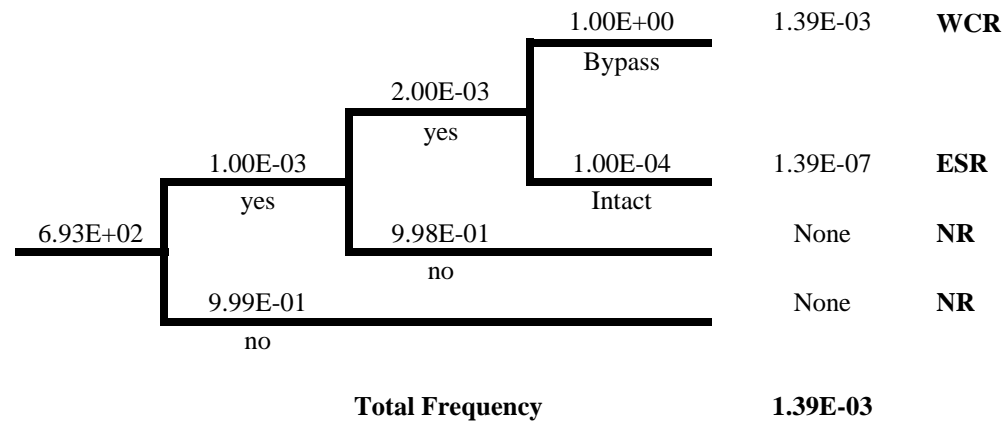 1.00E+00 1.39E-03 WCR
Bypass
2.00E-03
yes
1.00E-03 1.00E-04 1.39E-07 ESR
yes Intact
6.93E+02 9.98E-01 None NR
no
9.99E-01 None NR
no
Total Frequency 1.39E-03